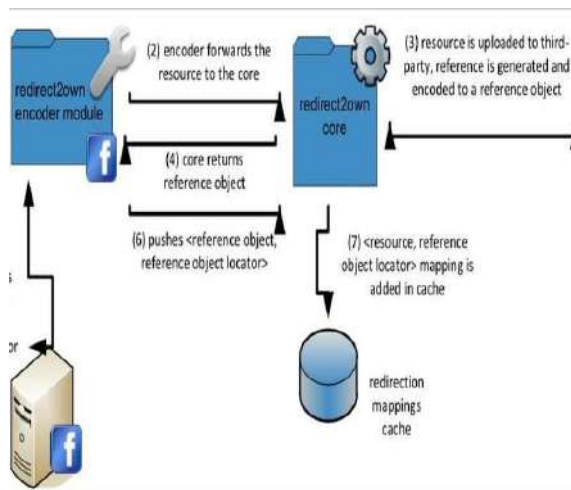 (2) encoder forwards the
resource to the core
(3) resource is uploaded to third-
party, reference is generated and
encoded to a reference object
redirect2own
encoder module
redirect2own
core
f
(4) core returns
reference object
(6) pushes <reference object,
reference object locator>
(7) <resource, reference
object locator> mapping is
added in cache
s
or
redirection
mappings
cache
f